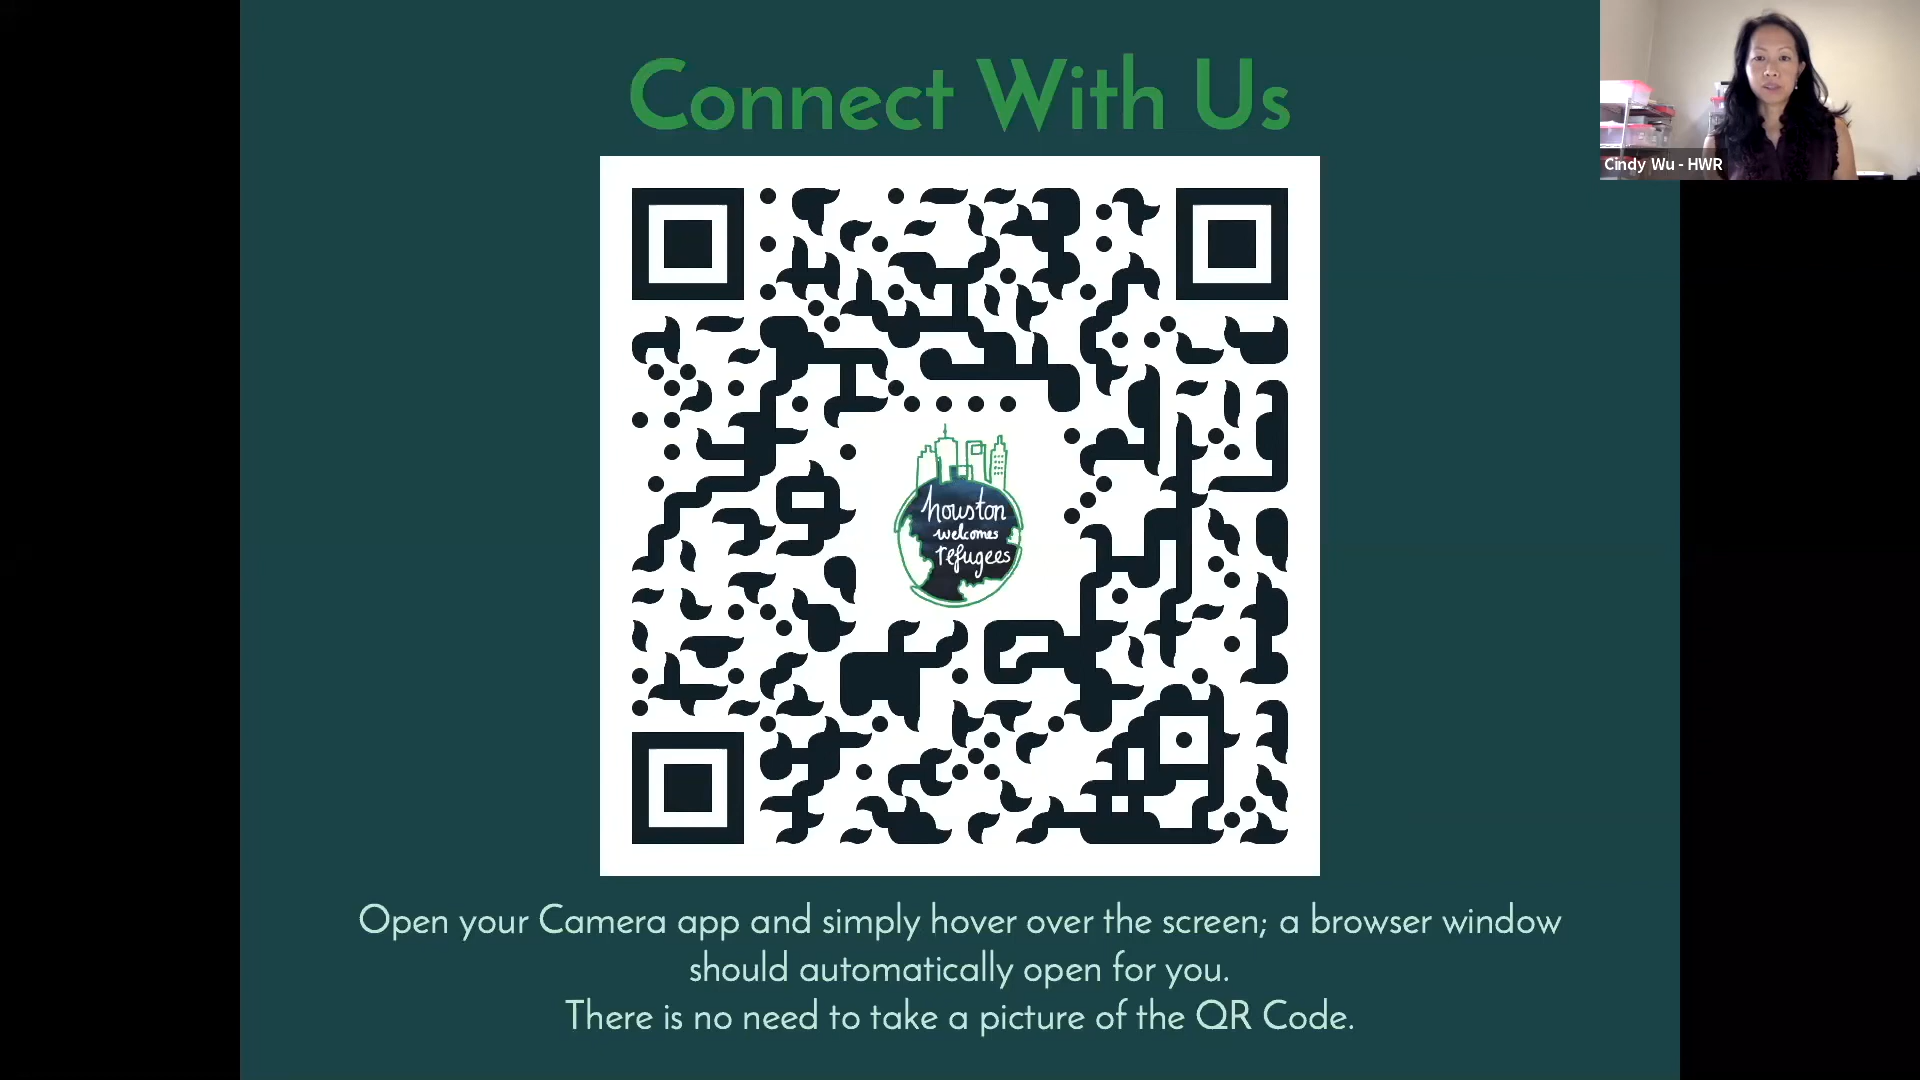 Connect With Us
Cindy Wu - HWR
houston
welcomes
refugees
Open your Camera app and simply hover over the screen; a browser window
should automatically open for you.
There is no need to take a picture of the QR Code.